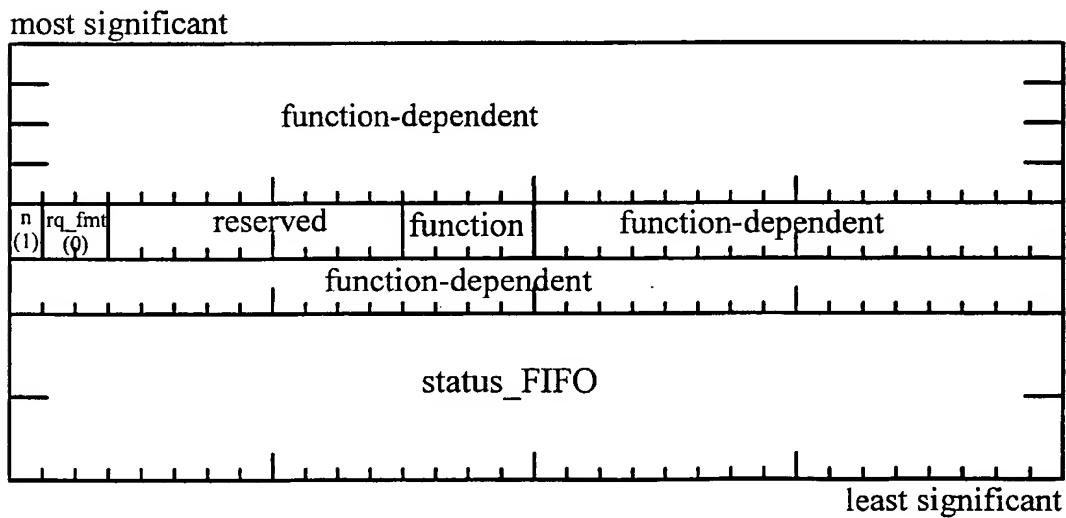 most significant
function-dependent
n rq_fmt reserved function function-dependent
(1) (0)
function-dependent
status_FIFO
least significant